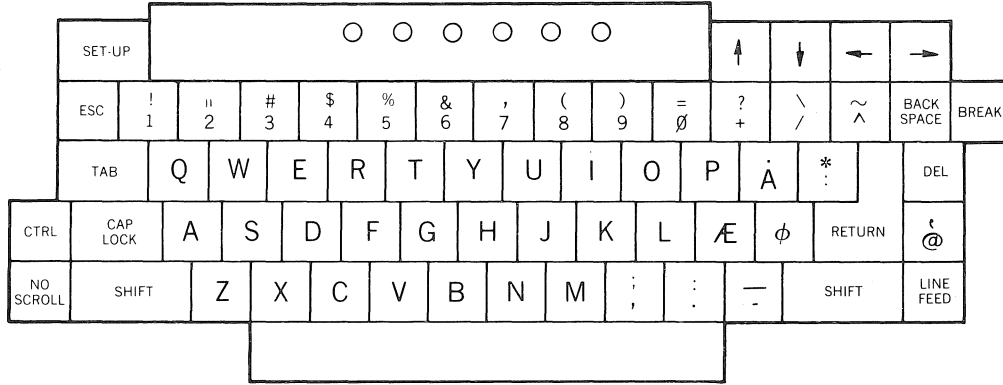 SET-UP ↑ ↓ ← →
! " # $ % & ' ( ) = ? \ ~
ESC 1 2 3 4 5 6 7 8 9 Ø + / ^ BACK SPACE BREAK
TAB Q W E R T Y U i O P Å * : DEL
CTRL CAP LOCK A S D F G H J K L Æ ϕ RETURN ` @
NO SCROLL SHIFT Z X C V B N M ; , : . — - SHIFT LINE FEED